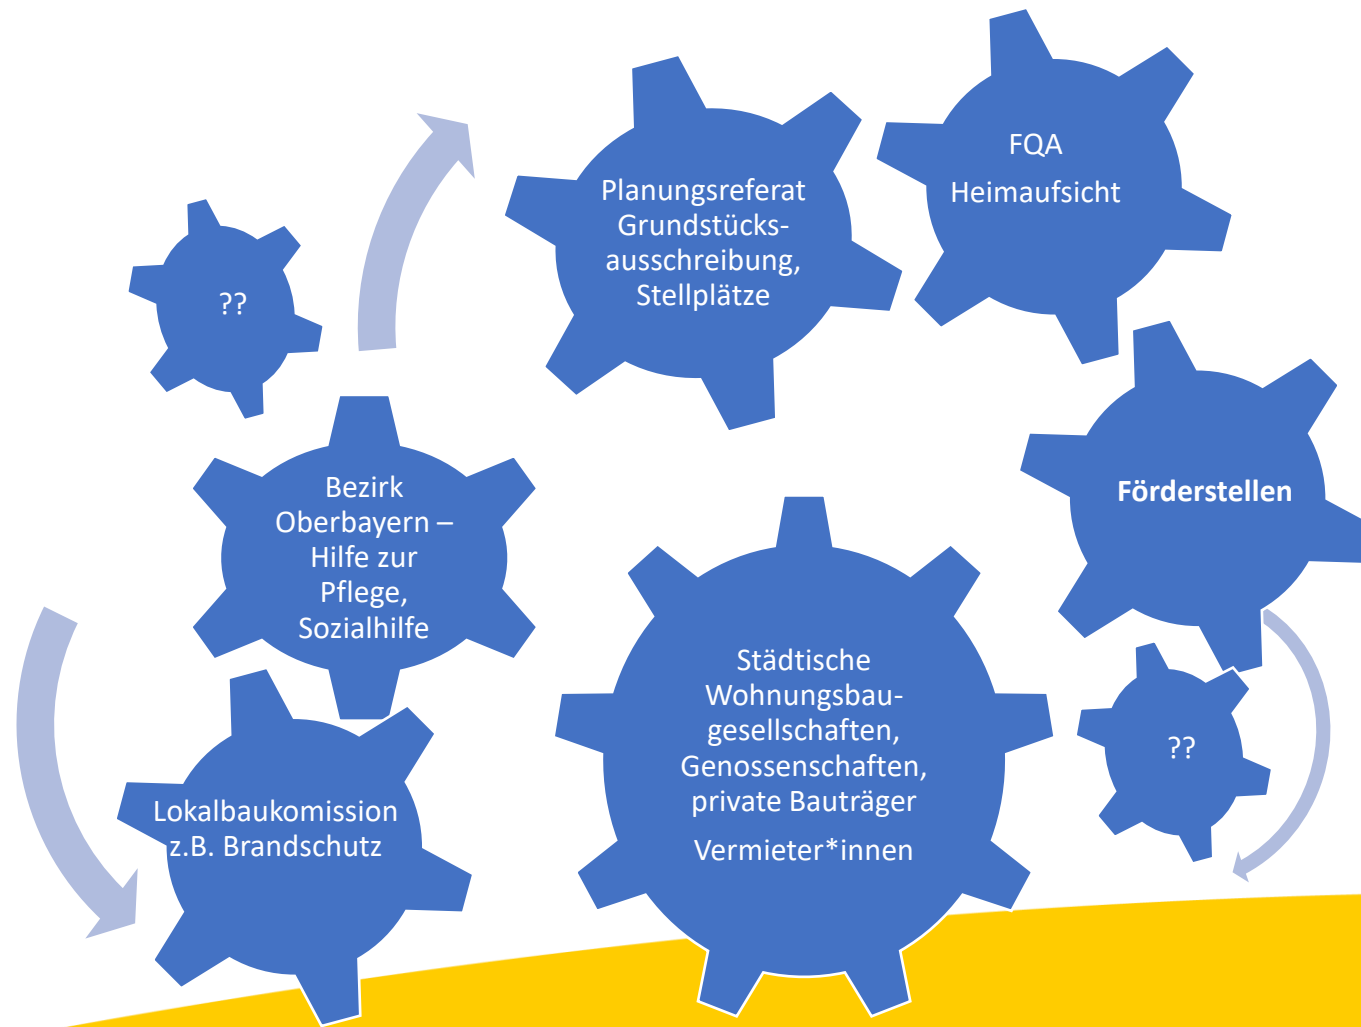 FQA
Heimaufsicht
Planungsreferat
Grundstücks-
ausschreibung,
Stellplätze
??
Bezirk
Oberbayern –
Hilfe zur
Pflege,
Sozialhilfe
Förderstellen
Städtische
Wohnungsbau-
gesellschaften,
Genossenschaften,
private Bauträger
Vermieter*innen
??
Lokalbaukomission
z.B. Brandschutz